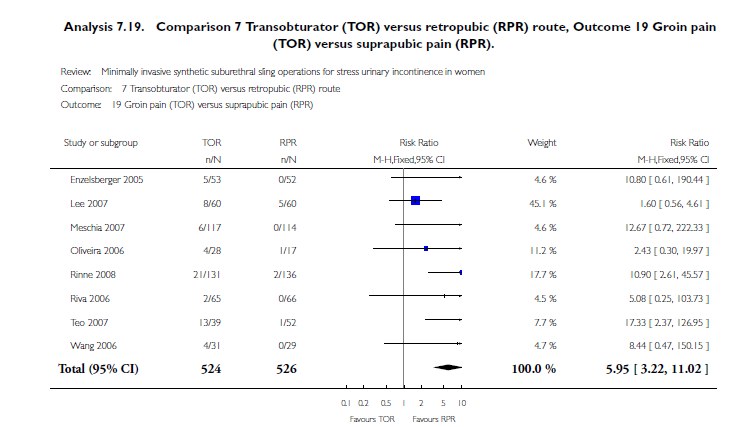 Analysis 7.19. Comparison 7 Transobturator (TOR) versus retropubic (RPR) route, Outcome 19 Groin pain
(TOR) versus suprapubic pain (RPR).
Review: Minimally invasive synthetic suburethral sling operations for stress urinary incontinence in women
Comparison: 7 Transobturator (TOR) versus retropubic (RPR) route
Outcome: 19 Groin pain (TOR) versus suprapubic pain (RPR)
Study or subgroup TOR RPR Risk Ratio Weight Risk Ratio
n/N n/N M-H,Fixed,95% CI M-H,Fixed,95% CI
Enzelsberger 2005 5/53 0/52 4.6 % 10.80 [ 0.61, 190.44 ]
Lee 2007 8/60 5/60 45.1 % 1.60 [ 0.56, 4.61 ]
Meschia 2007 6/117 0/114 4.6 % 12.67 [ 0.72, 222.33 ]
Oliveira 2006 4/28 1/17 11.2 % 2.43 [ 0.30, 19.97 ]
Rinne 2008 21/131 2/136 17.7 % 10.90 [ 2.61, 45.57 ]
Riva 2006 2/65 0/66 4.5 % 5.08 [ 0.25, 103.73 ]
Teo 2007 13/39 1/52 7.7 % 17.33 [ 2.37, 126.95 ]
Wang 2006 4/31 0/29 4.7 % 8.44 [ 0.47, 150.15 ]
Total (95% CI) 524 526 100.0 % 5.95 [ 3.22, 11.02 ]
0.1 0.2 0.5 1 2 5 10
Favours TOR Favours RPR